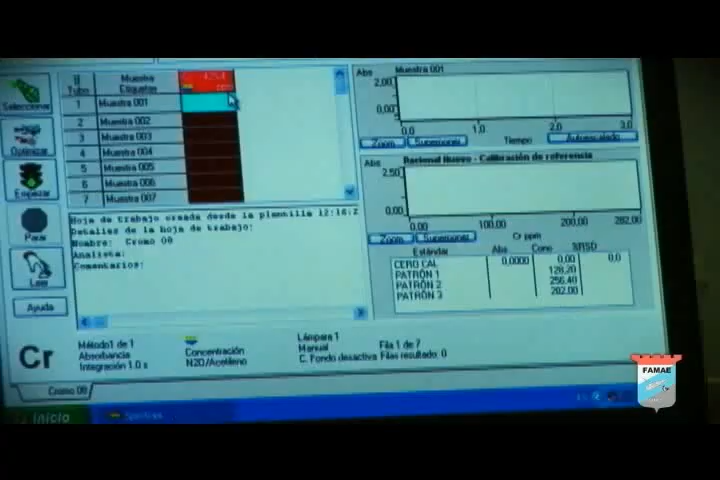 Seleccionar
Optimizar
Empezar
Parar
Leer
Ayuda
Tubo
Muestra
Etiquetas
1 Muestra 001
2 Muestra 002
3 Muestra 003
4 Muestra 004
5 Muestra 005
6 Muestra 006
7 Muestra 007
Hoja de trabajo creada desde la plantilla 12:16:2
Detalles de la hoja de trabajo:
Nombre: Cromo 08
Analista:
Comentarios:
Abs Muestra 001
2,00
0,00
0,0 1,0 2,0 3,0
Tiempo
Zoom Superponer Autoescalado
Abs Racional Nuevo - Calibración de referencia
2.50
0.00
0.00 100.00 200.00 282.00
Cr ppm
Zoom Superponer
Estándar Abs Conc %RSD
CERO CAL 0,0000 0,00 0,0
PATRÓN 1 128,20
PATRÓN 2 256,40
PATRÓN 3 282,00
Cr
Método1 de 1
Absorbancia
Integración 1.0 s
Concentración
N2O/Acetileno
Lámpara 1
Manual
C. Fondo desactiva
Fila 1 de 7
Filas resultado: 0
Cromo 08
Inicio
FAMAE